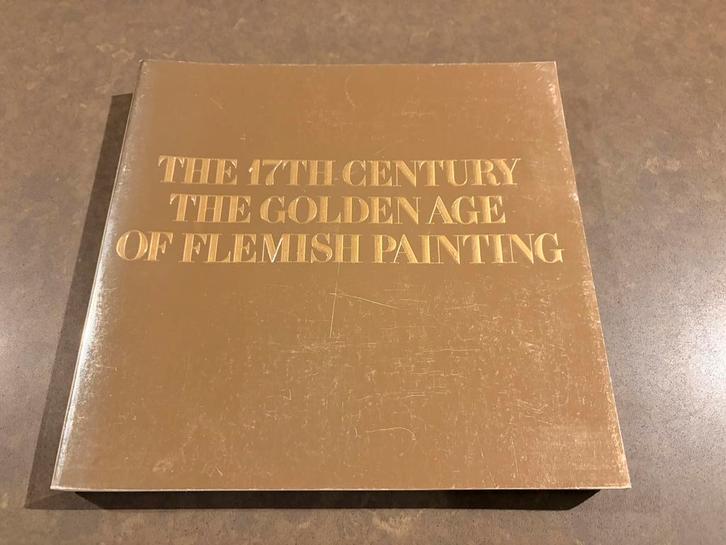 THE 17TH CENTURY
THE GOLDEN AGE
OF FLEMISH PAINTING